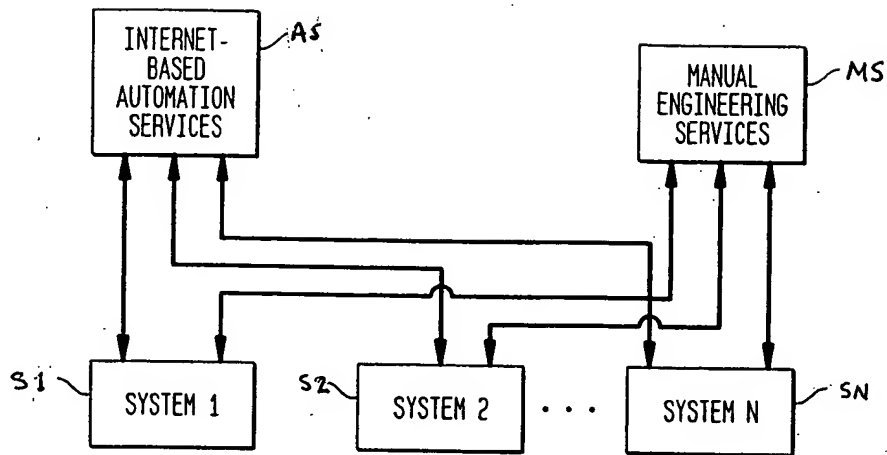 INTERNET-
BASED
AUTOMATION
SERVICES
AS
MANUAL
ENGINEERING
SERVICES
MS
S1
SYSTEM 1
S2
SYSTEM 2
. . .
SYSTEM N
SN